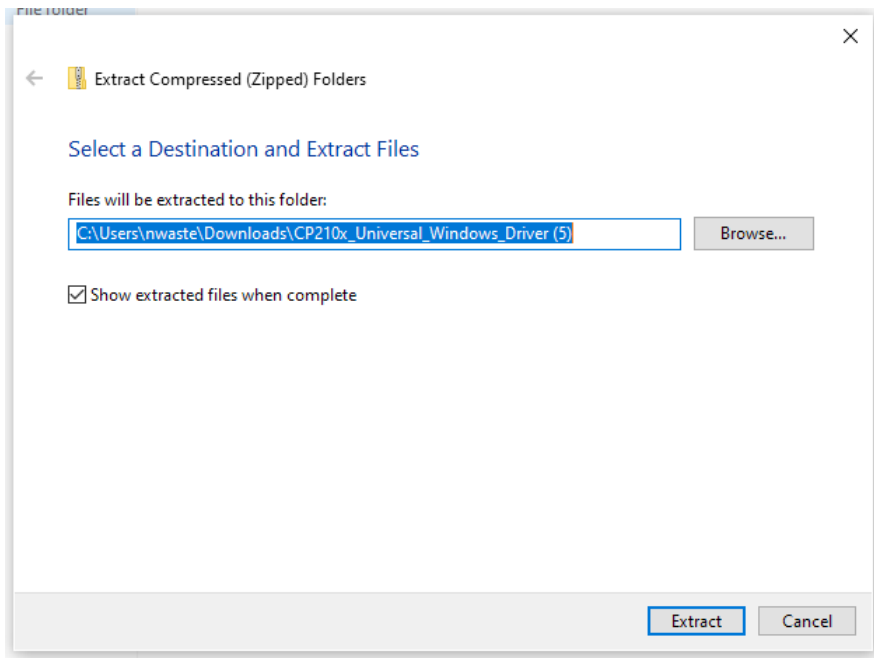 File folder
Extract Compressed (Zipped) Folders
Select a Destination and Extract Files
Files will be extracted to this folder:
C:\Users\nwaste\Downloads\CP210x_Universal_Windows_Driver (5)
Browse...
Show extracted files when complete
Extract
Cancel